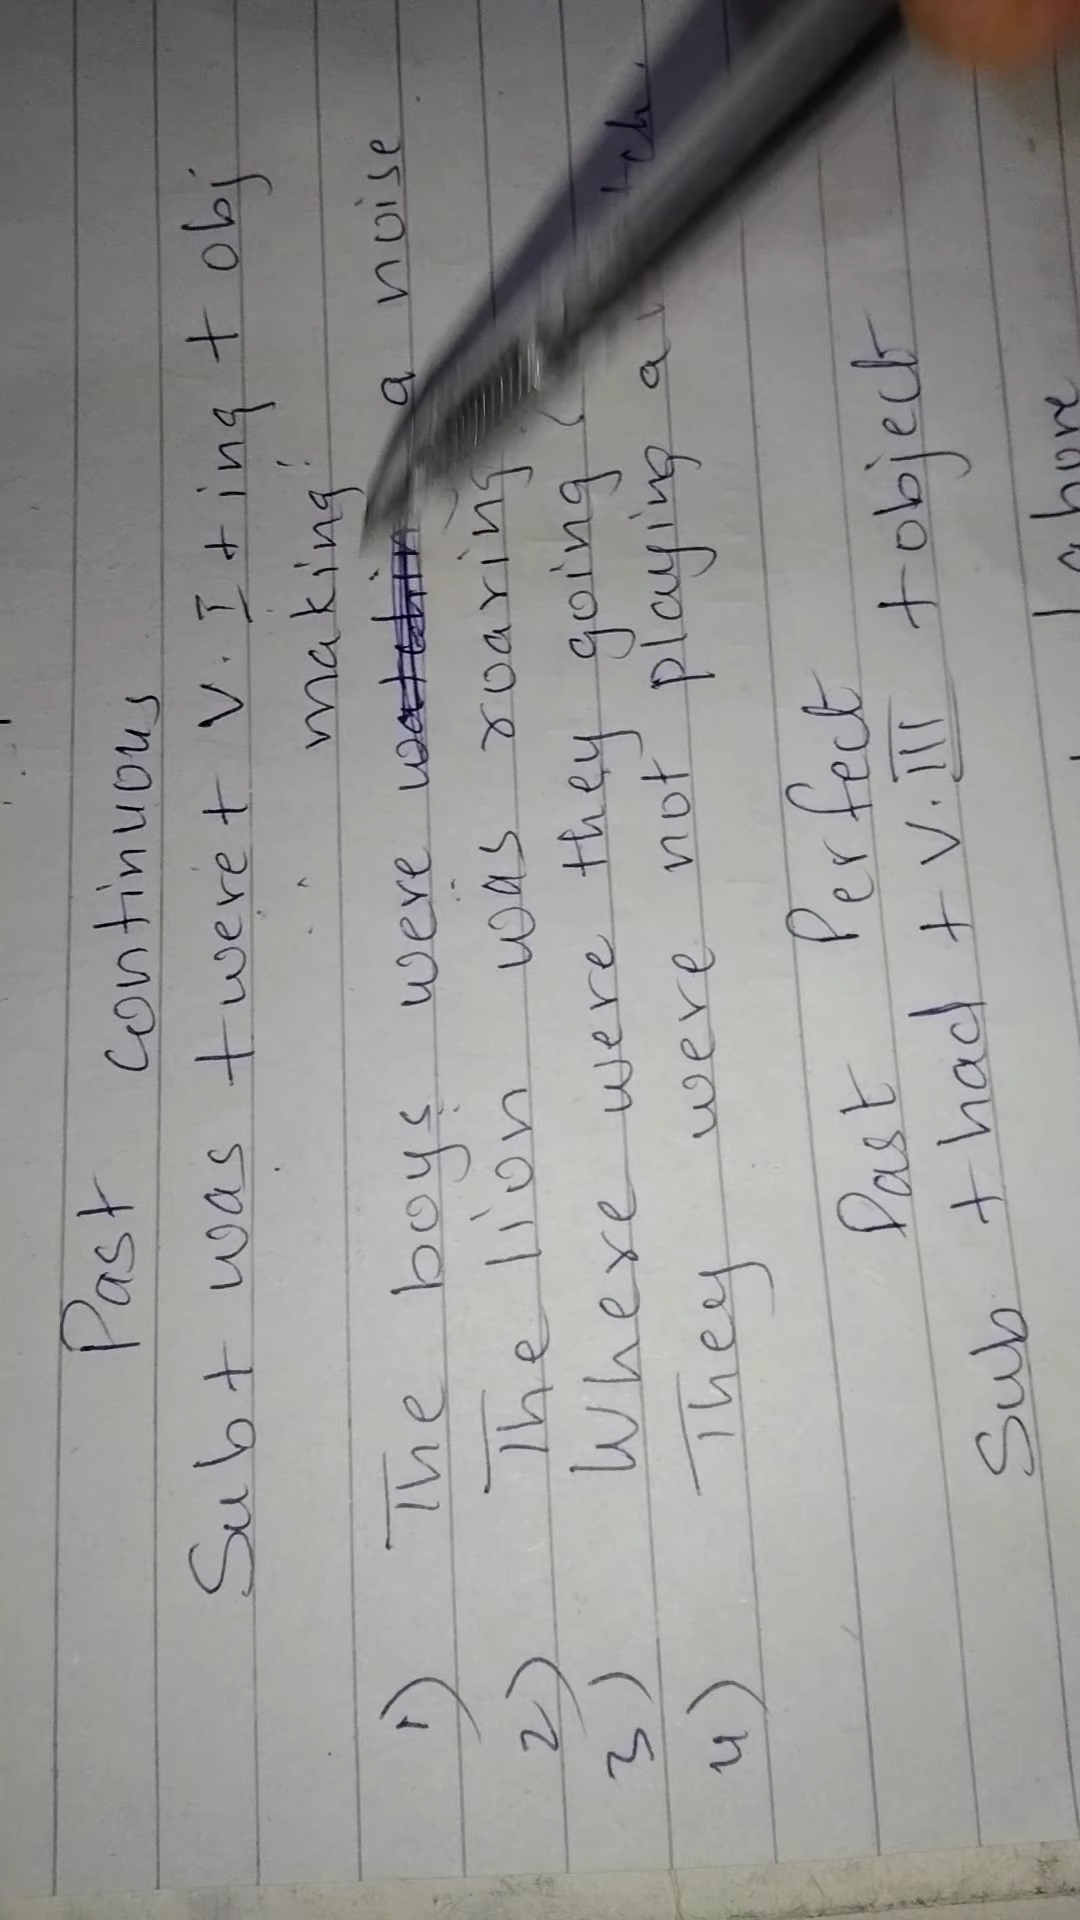 Past continuous
Sub + was + were + V. I + ing + obj
making
1) The boys were a noise
2) The lion was roaring
3) Where were they going
4) They were not playing a
Past Perfect
Sub + had + V. III + object